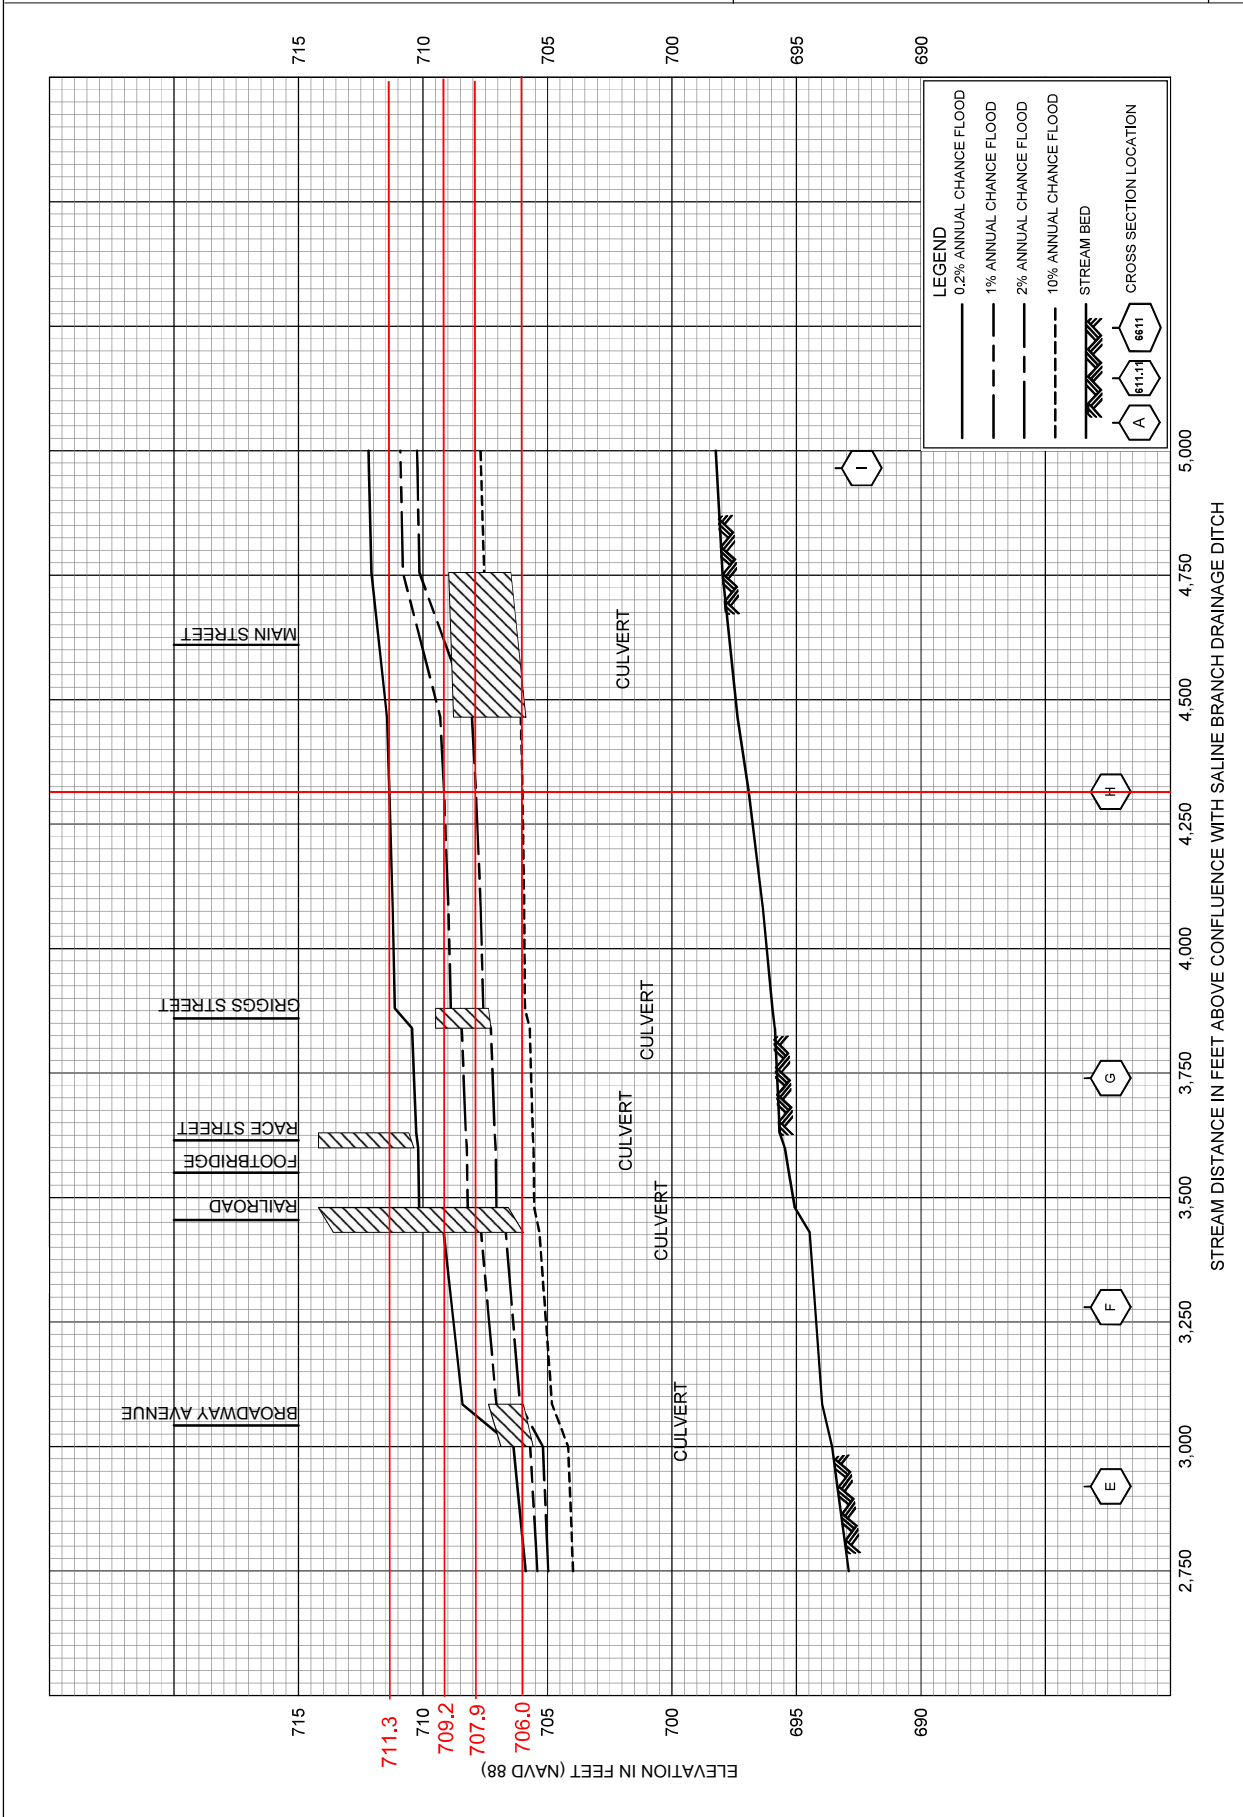 BROADWAY AVENUE
RAILROAD
FOOTBRIDGE
RACE STREET
GRIGGS STREET
MAIN STREET
715
710
705
700
695
690
715
710
705
700
695
690
711.3
709.2
707.9
706.0
ELEVATION IN FEET (NAVD 88)
CULVERT
CULVERT
CULVERT
CULVERT
CULVERT
E
F
G
H
I
2,750
3,000
3,250
3,500
3,750
4,000
4,250
4,500
4,750
5,000
STREAM DISTANCE IN FEET ABOVE CONFLUENCE WITH SALINE BRANCH DRAINAGE DITCH
LEGEND
0.2% ANNUAL CHANCE FLOOD
1% ANNUAL CHANCE FLOOD
2% ANNUAL CHANCE FLOOD
10% ANNUAL CHANCE FLOOD
STREAM BED
A 611.11 6611 CROSS SECTION LOCATION